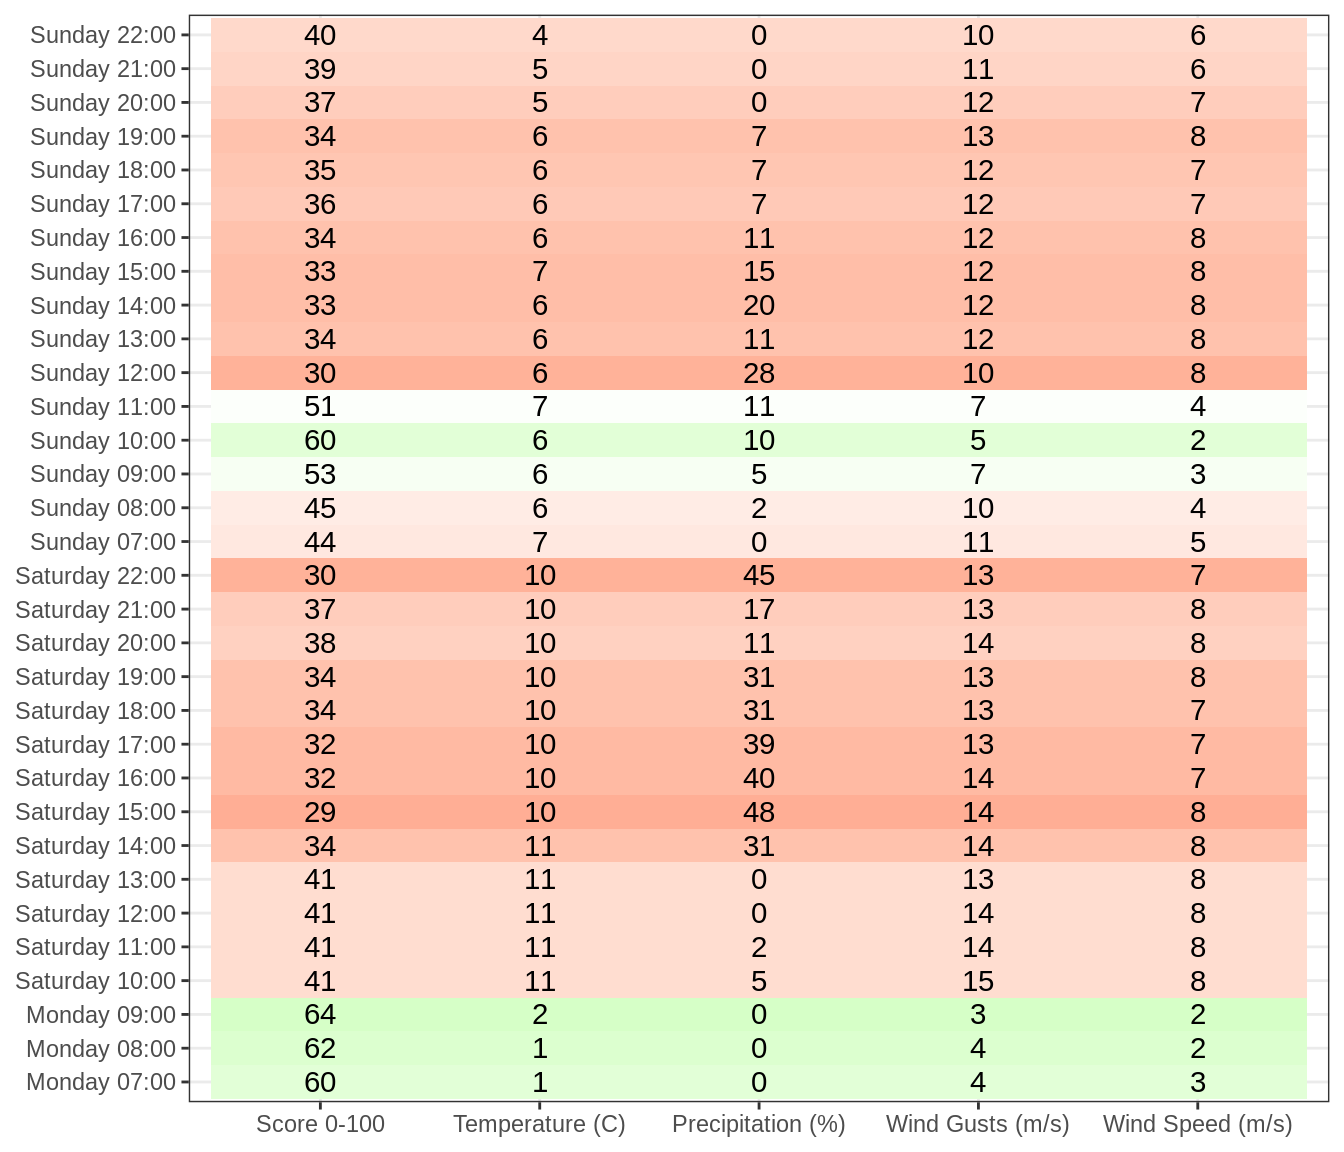 Sunday 22:00 40 4 0 10 6
Sunday 21:00 39 5 0 11 6
Sunday 20:00 37 5 0 12 7
Sunday 19:00 34 6 7 13 8
Sunday 18:00 35 6 7 12 7
Sunday 17:00 36 6 7 12 7
Sunday 16:00 34 6 11 12 8
Sunday 15:00 33 7 15 12 8
Sunday 14:00 33 6 20 12 8
Sunday 13:00 34 6 11 12 8
Sunday 12:00 30 6 28 10 8
Sunday 11:00 51 7 11 7 4
Sunday 10:00 60 6 10 5 2
Sunday 09:00 53 6 5 7 3
Sunday 08:00 45 6 2 10 4
Sunday 07:00 44 7 0 11 5
Saturday 22:00 30 10 45 13 7
Saturday 21:00 37 10 17 13 8
Saturday 20:00 38 10 11 14 8
Saturday 19:00 34 10 31 13 8
Saturday 18:00 34 10 31 13 7
Saturday 17:00 32 10 39 13 7
Saturday 16:00 32 10 40 14 7
Saturday 15:00 29 10 48 14 8
Saturday 14:00 34 11 31 14 8
Saturday 13:00 41 11 0 13 8
Saturday 12:00 41 11 0 14 8
Saturday 11:00 41 11 2 14 8
Saturday 10:00 41 11 5 15 8
Monday 09:00 64 2 0 3 2
Monday 08:00 62 1 0 4 2
Monday 07:00 60 1 0 4 3
Score 0-100 Temperature (C) Precipitation (%) Wind Gusts (m/s) Wind Speed (m/s)